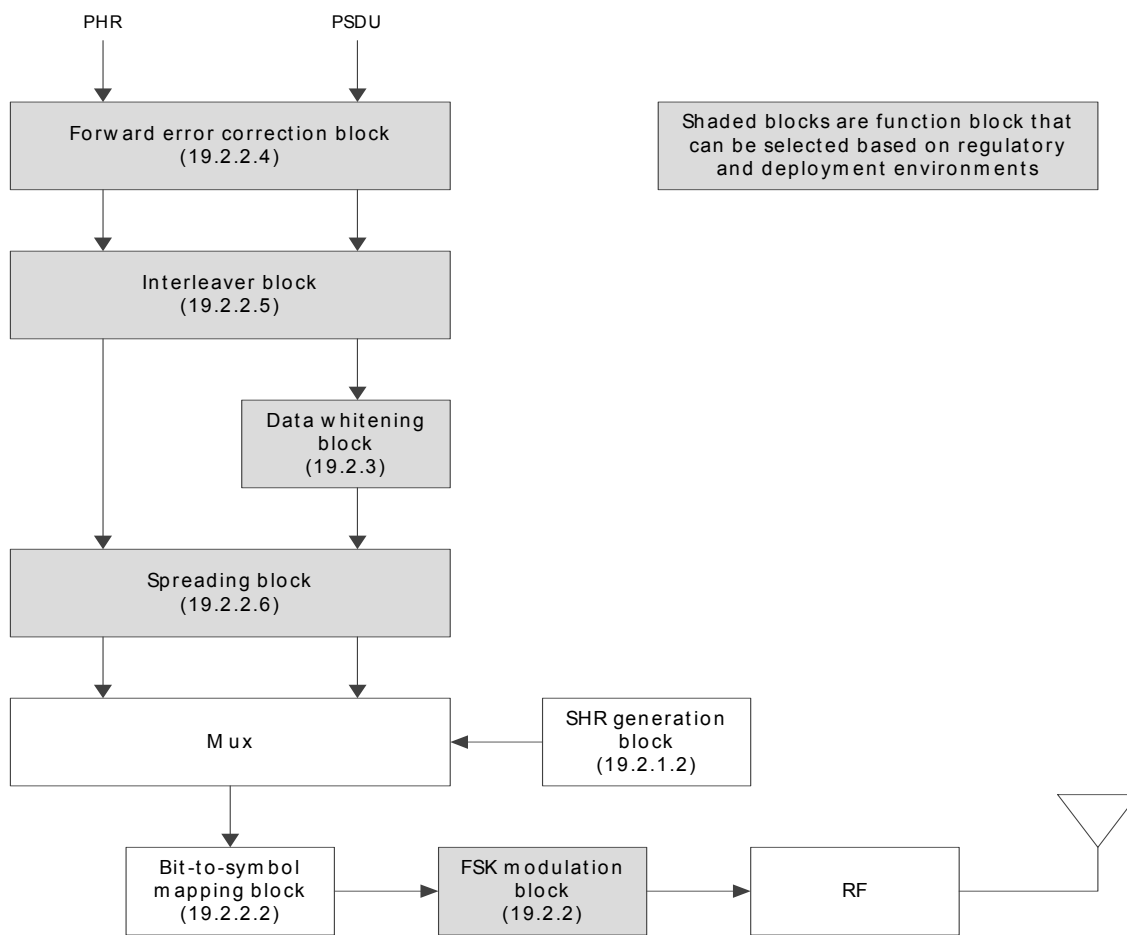 PHR
PSDU
Forward error correction block
(19.2.2.4)
Shaded blocks are function block that
can be selected based on regulatory
and deployment environments
Interleaver block
(19.2.2.5)
Data whitening
block
(19.2.3)
Spreading block
(19.2.2.6)
Mux
SHR generation
block
(19.2.1.2)
Bit-to-symbol
mapping block
(19.2.2.2)
FSK modulation
block
(19.2.2)
RF